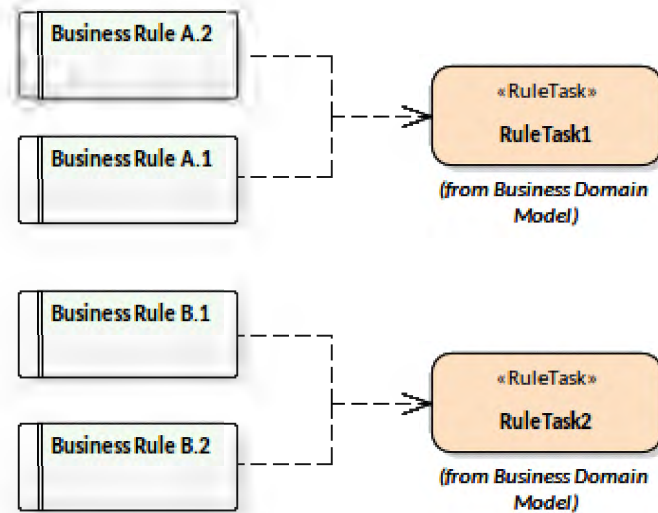 Business Rule A.2
«RuleTask»
RuleTask1
Business Rule A.1
(from Business Domain
Model)
Business Rule B.1
«RuleTask»
RuleTask2
Business Rule B.2
(from Business Domain
Model)